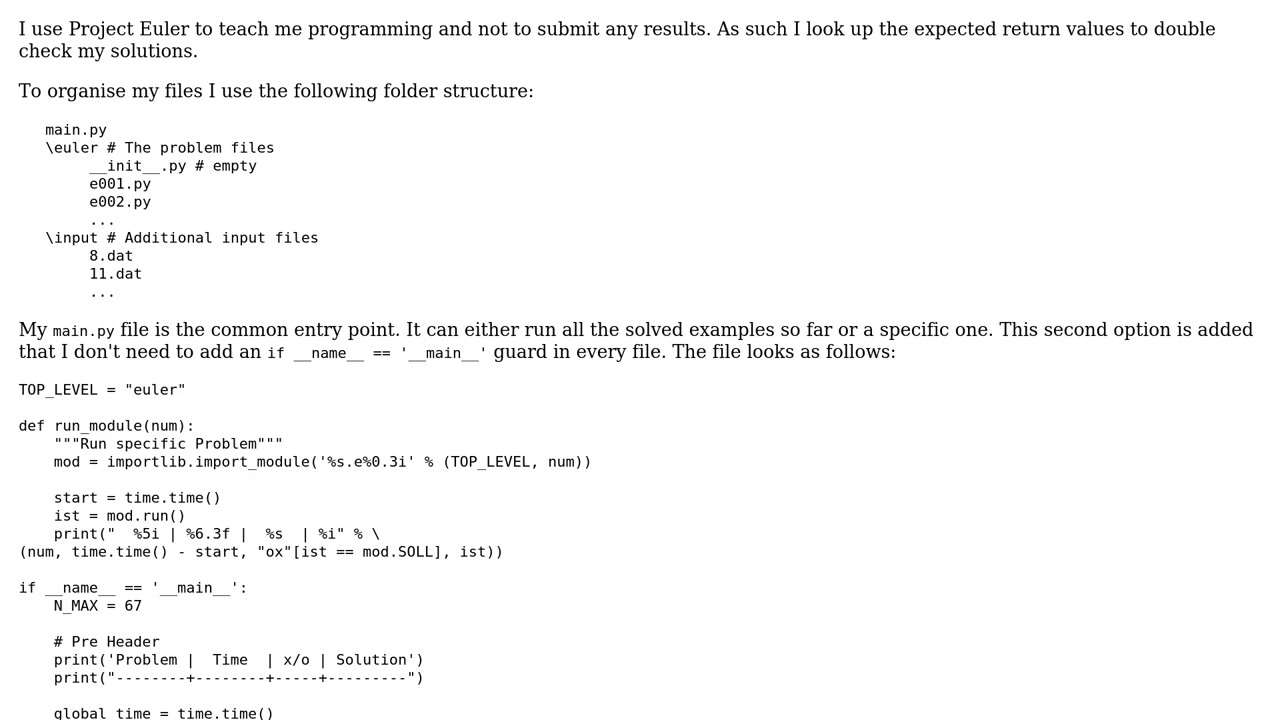 I use Project Euler to teach me programming and not to submit any results. As such I look up the expected return values to double
check my solutions.
To organise my files I use the following folder structure:
main.py
\euler # The problem files
__init__.py # empty
e001.py
e002.py
...
\input # Additional input files
8.dat
11.dat
...
My main.py file is the common entry point. It can either run all the solved examples so far or a specific one. This second option is added
that I don't need to add an if __name__ == '__main__' guard in every file. The file looks as follows:
TOP_LEVEL = "euler"
def run_module(num):
    """Run specific Problem"""
    mod = importlib.import_module('%s.e%0.3i' % (TOP_LEVEL, num))
    start = time.time()
    ist = mod.run()
    print("  %5i | %6.3f |  %s  | %i" % \
(num, time.time() - start, "ox"[ist == mod.SOLL], ist))
if __name__ == '__main__':
    N_MAX = 67
    # Pre Header
    print('Problem |  Time  | x/o | Solution')
    print("--------+--------+-----+---------")
    global_time = time.time()